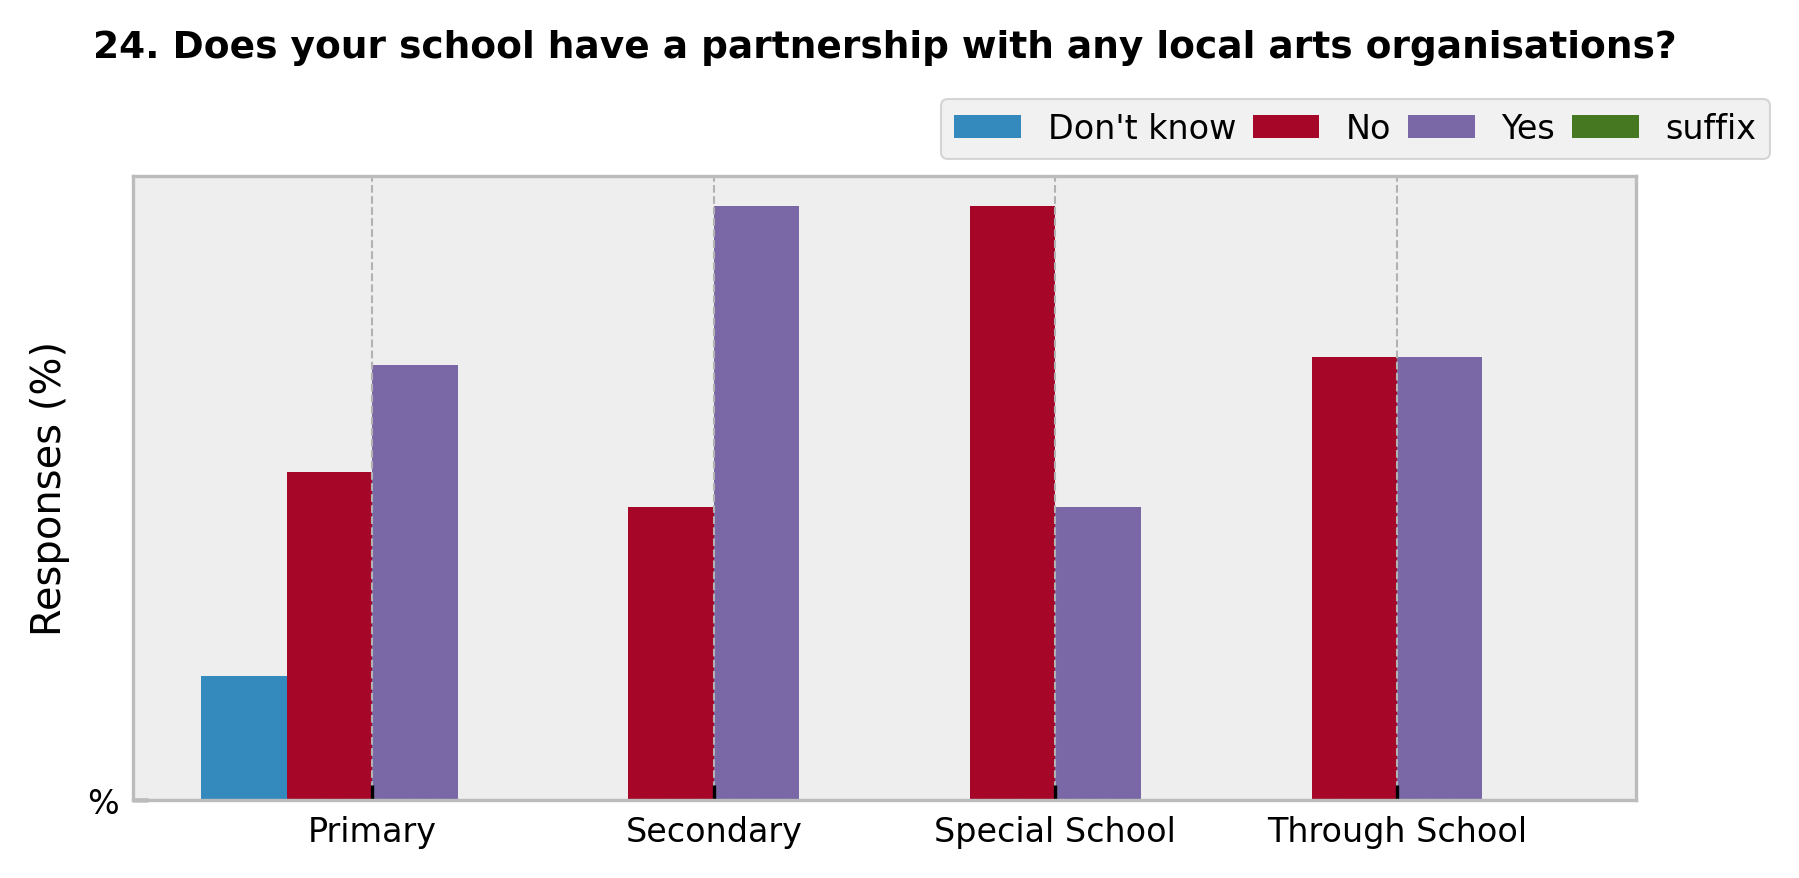 24. Does your school have a partnership with any local arts organisations?
Don't know No Yes suffix
Responses (%)
%
Primary Secondary Special School Through School